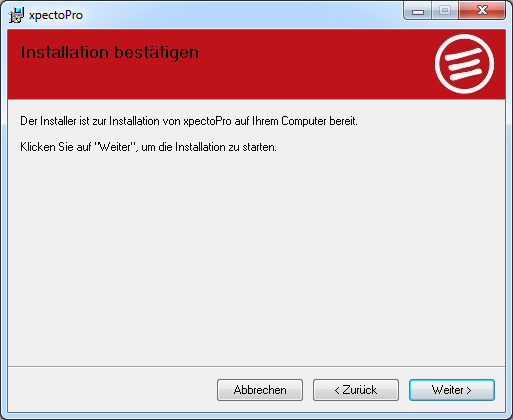 xpectoPro
Installation bestätigen
Der Installer ist zur Installation von xpectoPro auf Ihrem Computer bereit.
Klicken Sie auf "Weiter", um die Installation zu starten.
Abbrechen
< Zurück
Weiter >